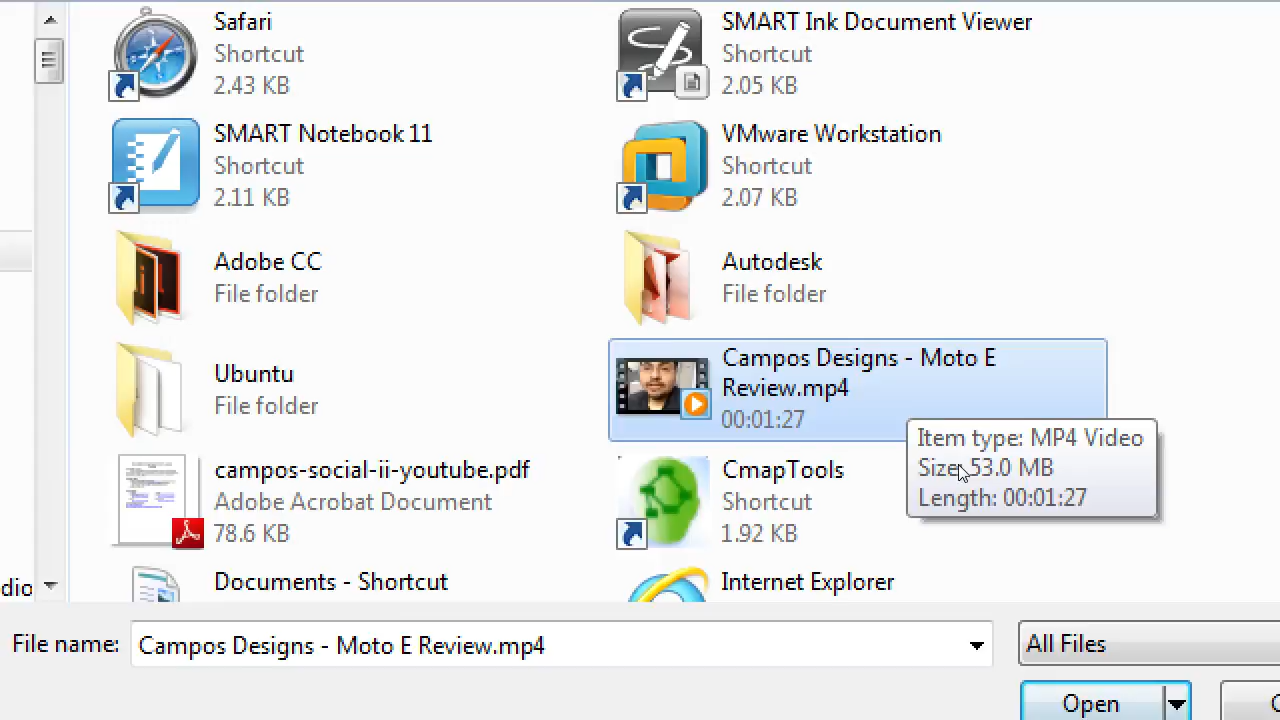 Safari
Shortcut
2.43 KB
SMART Ink Document Viewer
Shortcut
2.05 KB
SMART Notebook 11
Shortcut
2.11 KB
VMware Workstation
Shortcut
2.07 KB
Adobe CC
File folder
Autodesk
File folder
Ubuntu
File folder
Campos Designs - Moto E
Review.mp4
00:01:27
Item type: MP4 Video
Size: 53.0 MB
Length: 00:01:27
campos-social-ii-youtube.pdf
Adobe Acrobat Document
78.6 KB
CmapTools
Shortcut
1.92 KB
dio
Documents - Shortcut
Internet Explorer
File name:
Campos Designs - Moto E Review.mp4
All Files
Open